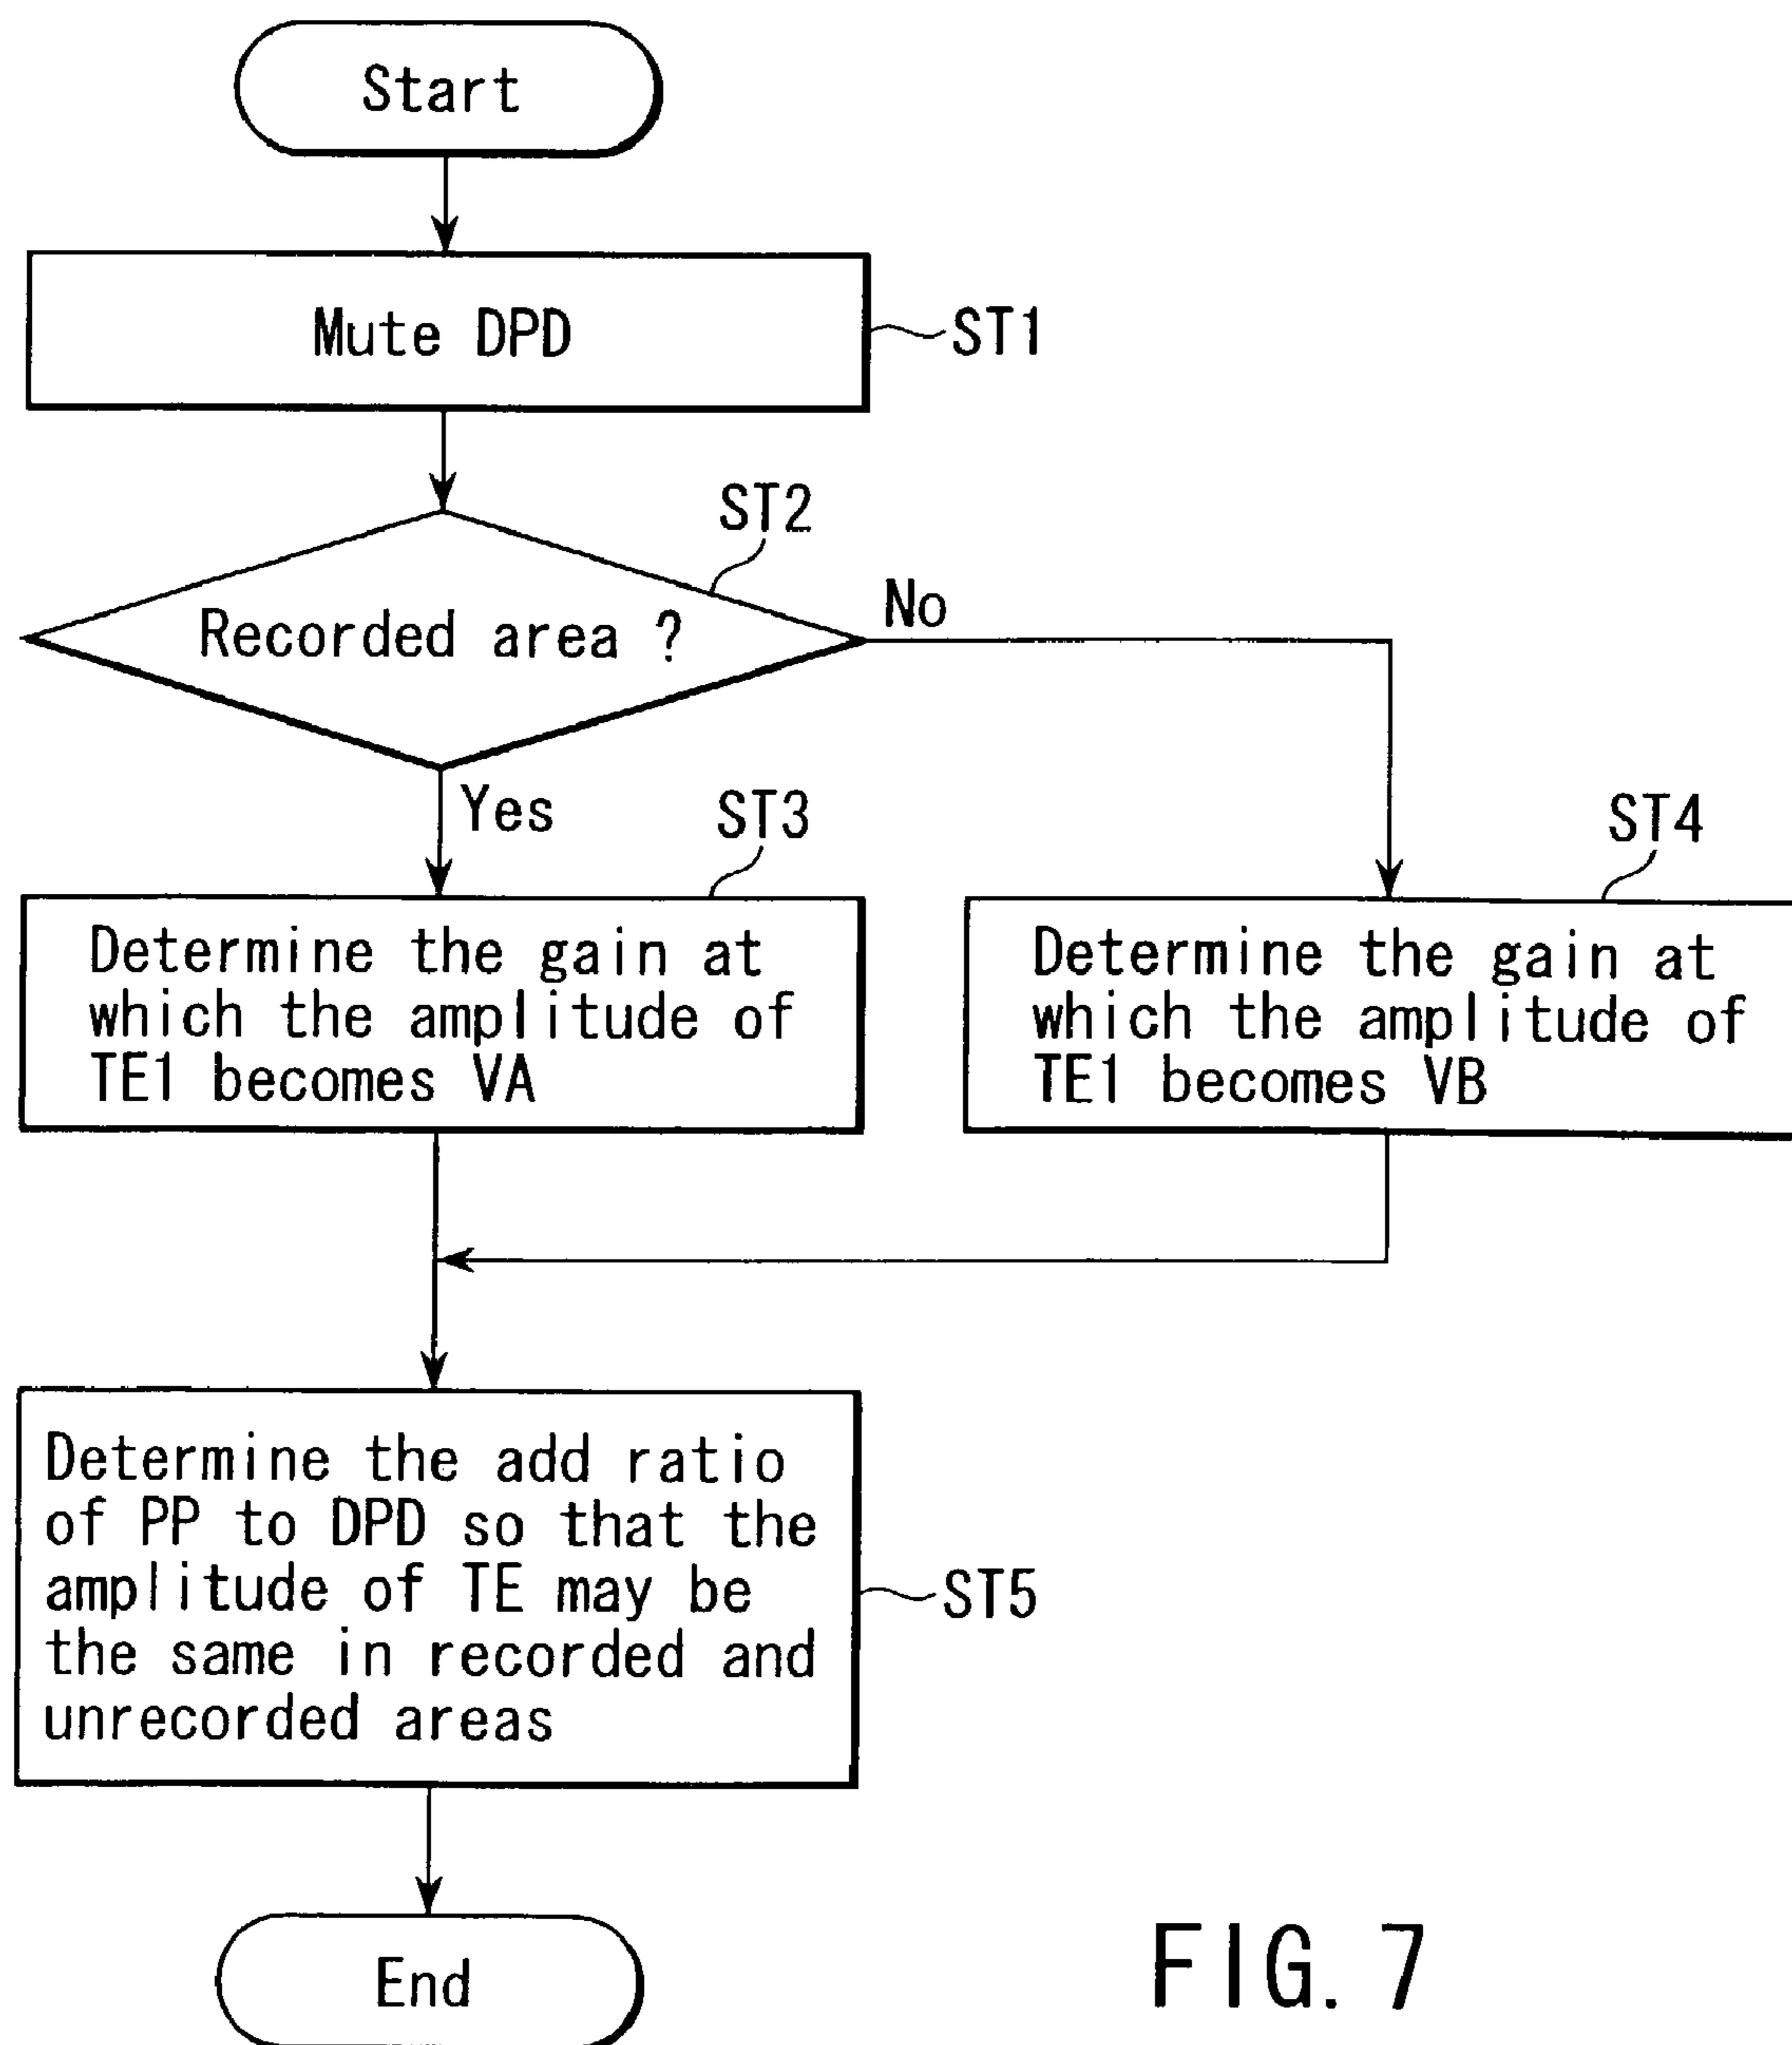 Start
Mute DPD
ST1
ST2
Recorded area ?
No
Yes
ST3
ST4
Determine the gain at
which the amplitude of
TE1 becomes VA
Determine the gain at
which the amplitude of
TE1 becomes VB
Determine the add ratio
of PP to DPD so that the
amplitude of TE may be
the same in recorded and
unrecorded areas
ST5
End
FIG. 7